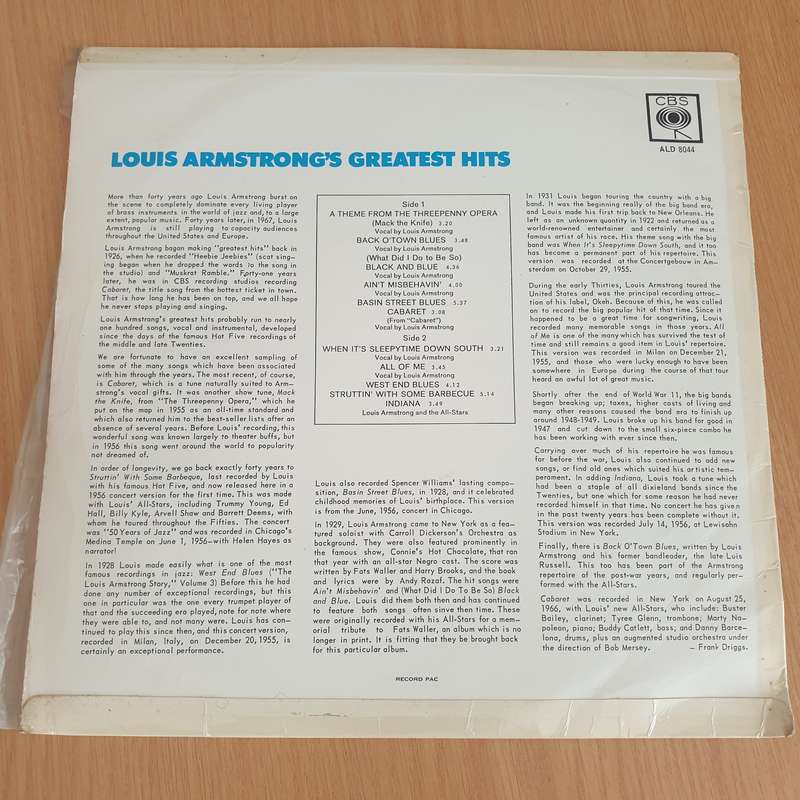 CBS
ALD 8044
LOUIS ARMSTRONG'S GREATEST HITS
More than forty years ago Louis Armstrong burst on
the scene to completely dominate every living player
of brass instruments in the world of jazz and, to a large
extent, popular music. Forty years later, in 1967, Louis
Armstrong is still playing to capacity audiences
throughout the United States and Europe.
Louis Armstrong began making "greatest hits" back in
1926, when he recorded "Heebie Jeebies" (scat sing-
ing began when he dropped the words to the song in
the studio) and "Muskrat Ramble." Forty-one years
later, he was in CBS recording studios recording
Cabaret, the title song from the hottest ticket in town.
That is how long he has been on top, and we all hope
he never stops playing and singing.
Louis Armstrong's greatest hits probably run to nearly
one hundred songs, vocal and instrumental, developed
since the days of the famous Hot Five recordings of
the middle and late Twenties.
We are fortunate to have an excellent sampling of
some of the many songs which have been associated
with him through the years. The most recent, of course,
is Cabaret, which is a tune naturally suited to Arm-
strong's vocal gifts. It was another show tune, Mack
the Knife, from "The Threepenny Opera," which he
put on the map in 1955 as an all-time standard and
which also returned him to the best-seller lists after an
absence of several years. Before Louis' recording, this
wonderful song was known largely to theater buffs, but
in 1956 this song went around the world to popularity
not dreamed of.
In order of longevity, we go back exactly forty years to
Struttin' With Some Barbeque, last recorded by Louis
with his famous Hot Five, and now released here in a
1956 concert version for the first time. This was made
with Louis' All-Stars, including Trummy Young, Ed
Hall, Billy Kyle, Arvell Shaw and Barrett Deems, with
whom he toured throughout the Fifties. The concert
was "50 Years of Jazz" and was recorded in Chicago's
Medina Temple on June 1, 1956—with Helen Hayes as
narrator!
In 1928 Louis made easily what is one of the most
famous recordings in jazz: West End Blues ("The
Louis Armstrong Story," Volume 3) Before this he had
done any number of exceptional recordings, but this
one in particular was the one every trumpet player of
that and the succeeding era played, note for note where
they were able to, and not many were. Louis has con-
tinued to play this since then, and this concert version,
recorded in Milan, Italy, on December 20, 1955, is
certainly an exceptional performance.
Side 1
A THEME FROM THE THREEPENNY OPERA
(Mack the Knife) 3.20
Vocal by Louis Armstrong
BACK O'TOWN BLUES 3.48
Vocal by Louis Armstrong
(What Did I Do to Be So)
BLACK AND BLUE 4.36
Vocal by Louis Armstrong
AIN'T MISBEHAVIN' 4.00
Vocal by Louis Armstrong
BASIN STREET BLUES 5.37
CABARET 3.08
(From "Cabaret")
Vocal by Louis Armstrong
Side 2
WHEN IT'S SLEEPYTIME DOWN SOUTH 3.21
Vocal by Louis Armstrong
ALL OF ME 3.45
Vocal by Louis Armstrong
WEST END BLUES 4.12
STRUTTIN' WITH SOME BARBECUE 5.14
INDIANA 3.49
Louis Armstrong and the All-Stars
Louis also recorded Spencer Williams' lasting compo-
sition, Basin Street Blues, in 1928, and it celebrated
childhood memories of Louis' birthplace. This version
is from the June, 1956, concert in Chicago.
In 1929, Louis Armstrong came to New York as a fea-
tured soloist with Carroll Dickerson's Orchestra as
background. They were also featured prominently in
the famous show, Connie's Hot Chocolate, that ran
that year with an all-star Negro cast. The score was
written by Fats Waller and Harry Brooks, and the book
and lyrics were by Andy Razaf. The hit songs were
Ain't Misbehavin' and (What Did I Do To Be So) Black
and Blue. Louis did them both then and has continued
to feature both songs often sinve then time. These
were originally recorded with his All-Stars for a mem-
orial tribute to Fats Waller, an album which is no
longer in print. It is fitting that they be brought back
for this particular album.
In 1931 Louis began touring the country with a big
band. It was the beginning really of the big band era,
and Louis made his first trip back to New Orleans. He
left as an unknown quantity in 1922 and returned as a
world-renowned entertainer and certainly the most
famous artist of his race. His theme song with the big
band was When It's Sleepytime Down South, and it too
has become a permanent part of his repertoire. This
version was recorded at the Concertgebouw in Am-
sterdam on October 29, 1955.
During the early Thirties, Louis Armstrong toured the
United States and was the principal recording attrac-
tion of his label, Okeh. Because of this, he was called
on to record the big popular hit of that time. Since it
happened to be a great time for songwriting, Louis
recorded many memorable songs in those years. All
of Me is one of the many which has survived the test of
time and still remains a good item in Louis' repertoire.
This version was recorded in Milan on December 21,
1955, and those who were lucky enough to have been
somewhere in Europe during the course of that tour
heard an awful lot of great music.
Shortly after the end of World War 11, the big bands
began breaking up; taxes, higher costs of living and
many other reasons caused the band era to finish up
around 1948-1949. Louis broke up his band for good in
1947 and cut down to the small six-piece combo he
has been working with ever since then.
Carrying over much of his repertoire as was famous
for before the war, Louis also continued to add new
songs, or find old ones which suited his artistic temp-
erament. In adding Indiana, Louis took a tune which
had been a staple of all dixieland bands since the
Twenties, but one which for some reason he had never
recorded himself in that time. No concert he has given
in the past twenty years has been complete without it.
This version was recorded July 14, 1956, at Lewisohn
Stadium in New York.
Finally, there is Back O'Town Blues, written by Louis
Armstrong and his former bandleader, the late Luis
Russell. This too has been part of the Armstrong
repertoire of the post-war years, and regularly per-
formed with the All-Stars.
Cabaret was recorded in New York on August 25,
1966, with Louis' new All-Stars, who include: Buster
Bailey, clarinet; Tyree Glenn, trombone; Marty Na-
poleon, piano; Buddy Catlett, bass; and Danny Barce-
lona, drums, plus an augmented studio orchestra under
the direction of Bob Mersey. – Frank Driggs.
RECORD PAC